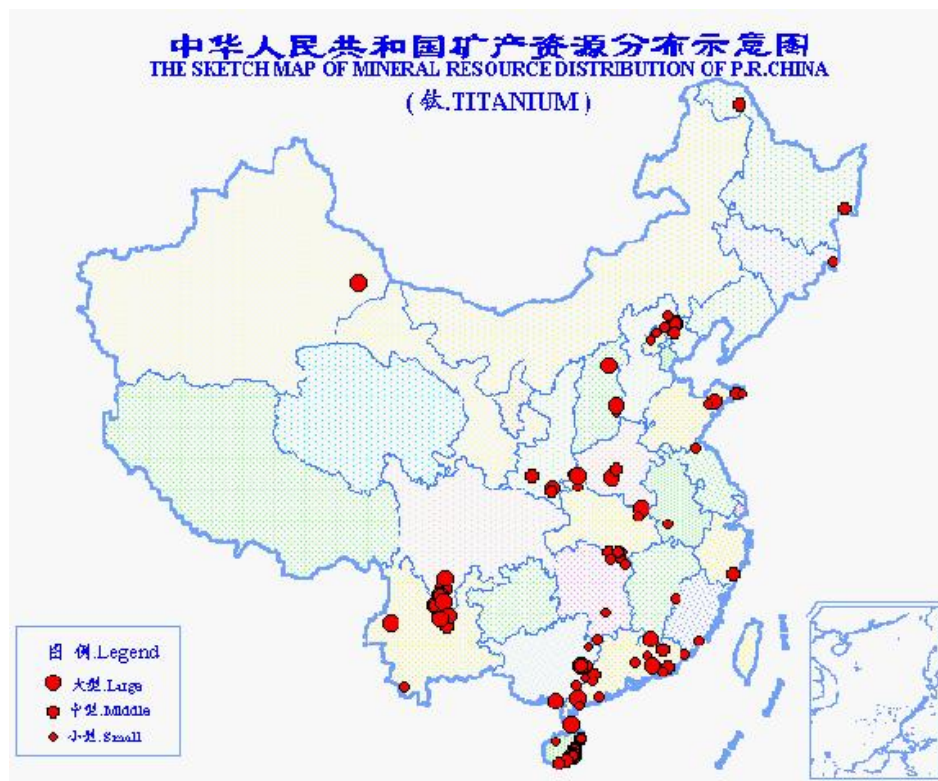 中华人民共和国矿产资源分布示意图
THE SKETCH MAP OF MINERAL RESOURCE DISTRIBUTION OF P.R.CHINA
(钛.TITANIUM)
图 例.Legend
大型.Large
中型.Middle
小型.Small